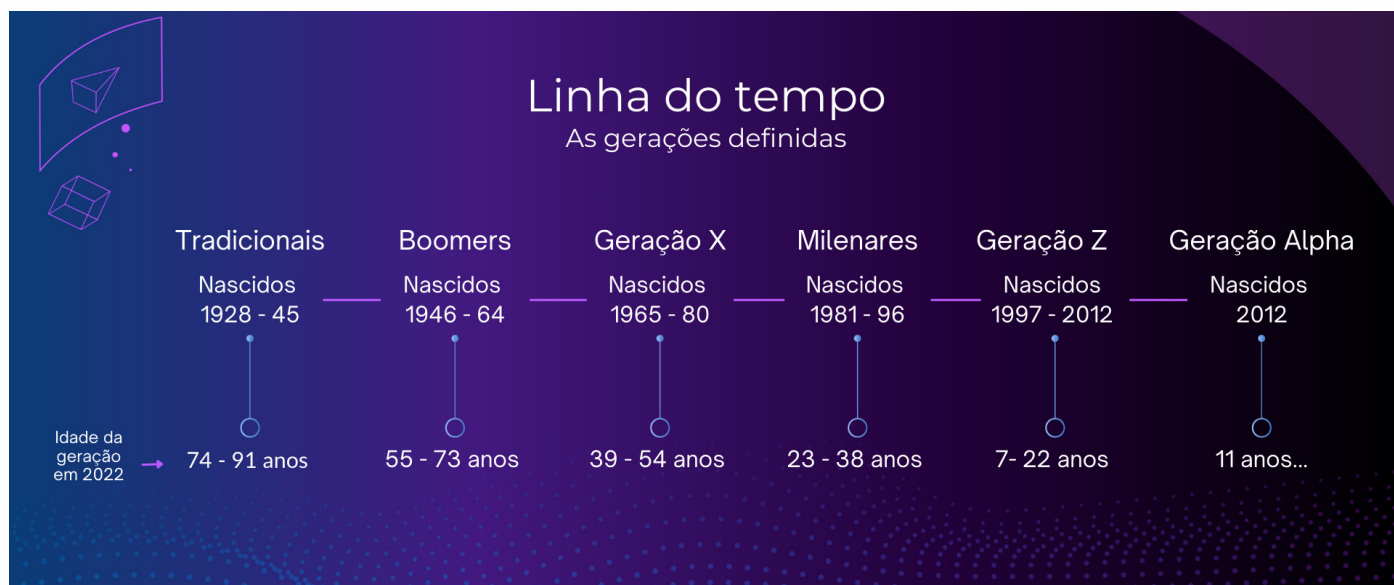 Linha do tempo
As gerações definidas
Tradicionais
Nascidos
1928 - 45
Boomers
Nascidos
1946 - 64
Geração X
Nascidos
1965 - 80
Milenares
Nascidos
1981 - 96
Geração Z
Nascidos
1997 - 2012
Geração Alpha
Nascidos
2012
Idade da
geração
em 2022
74 - 91 anos
55 - 73 anos
39 - 54 anos
23 - 38 anos
7- 22 anos
11 anos...